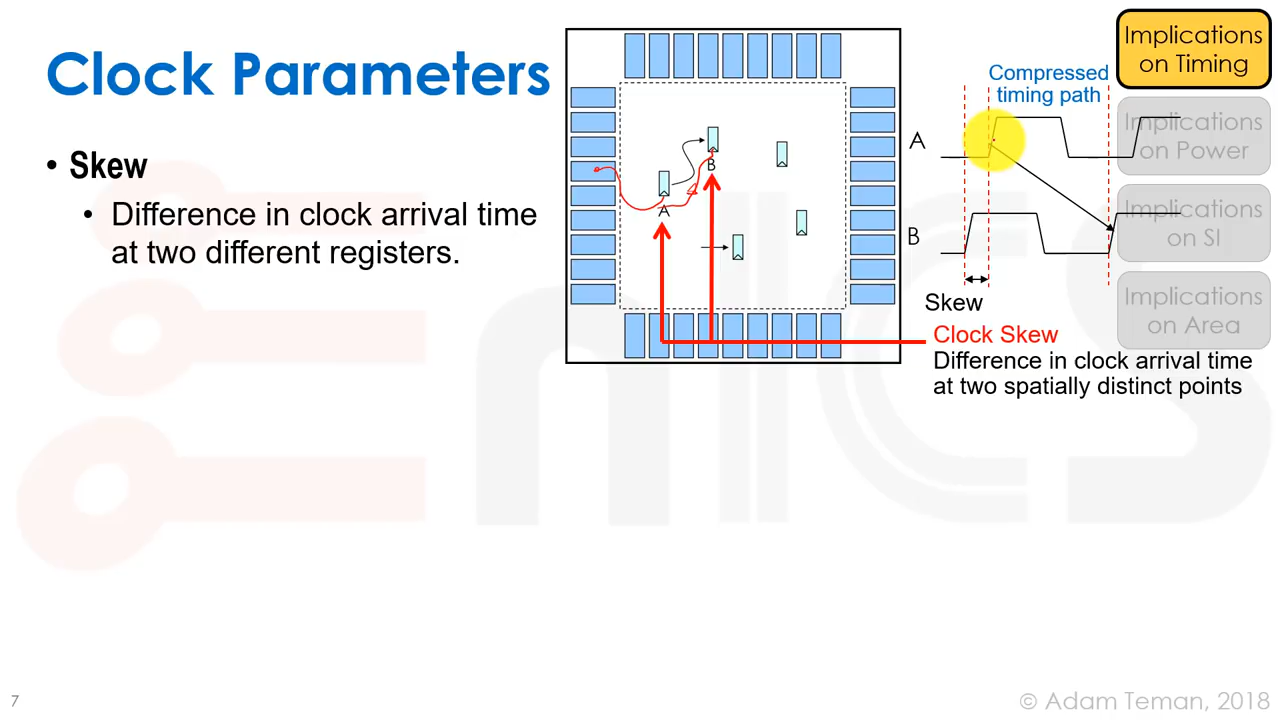 Clock Parameters
• Skew
• Difference in clock arrival time
at two different registers.
B
A
Compressed
timing path
A
B
Skew
Clock Skew
Difference in clock arrival time
at two spatially distinct points
Implications
on Timing
Implications
on Power
Implications
on SI
Implications
on Area
nics
7
© Adam Teman, 2018